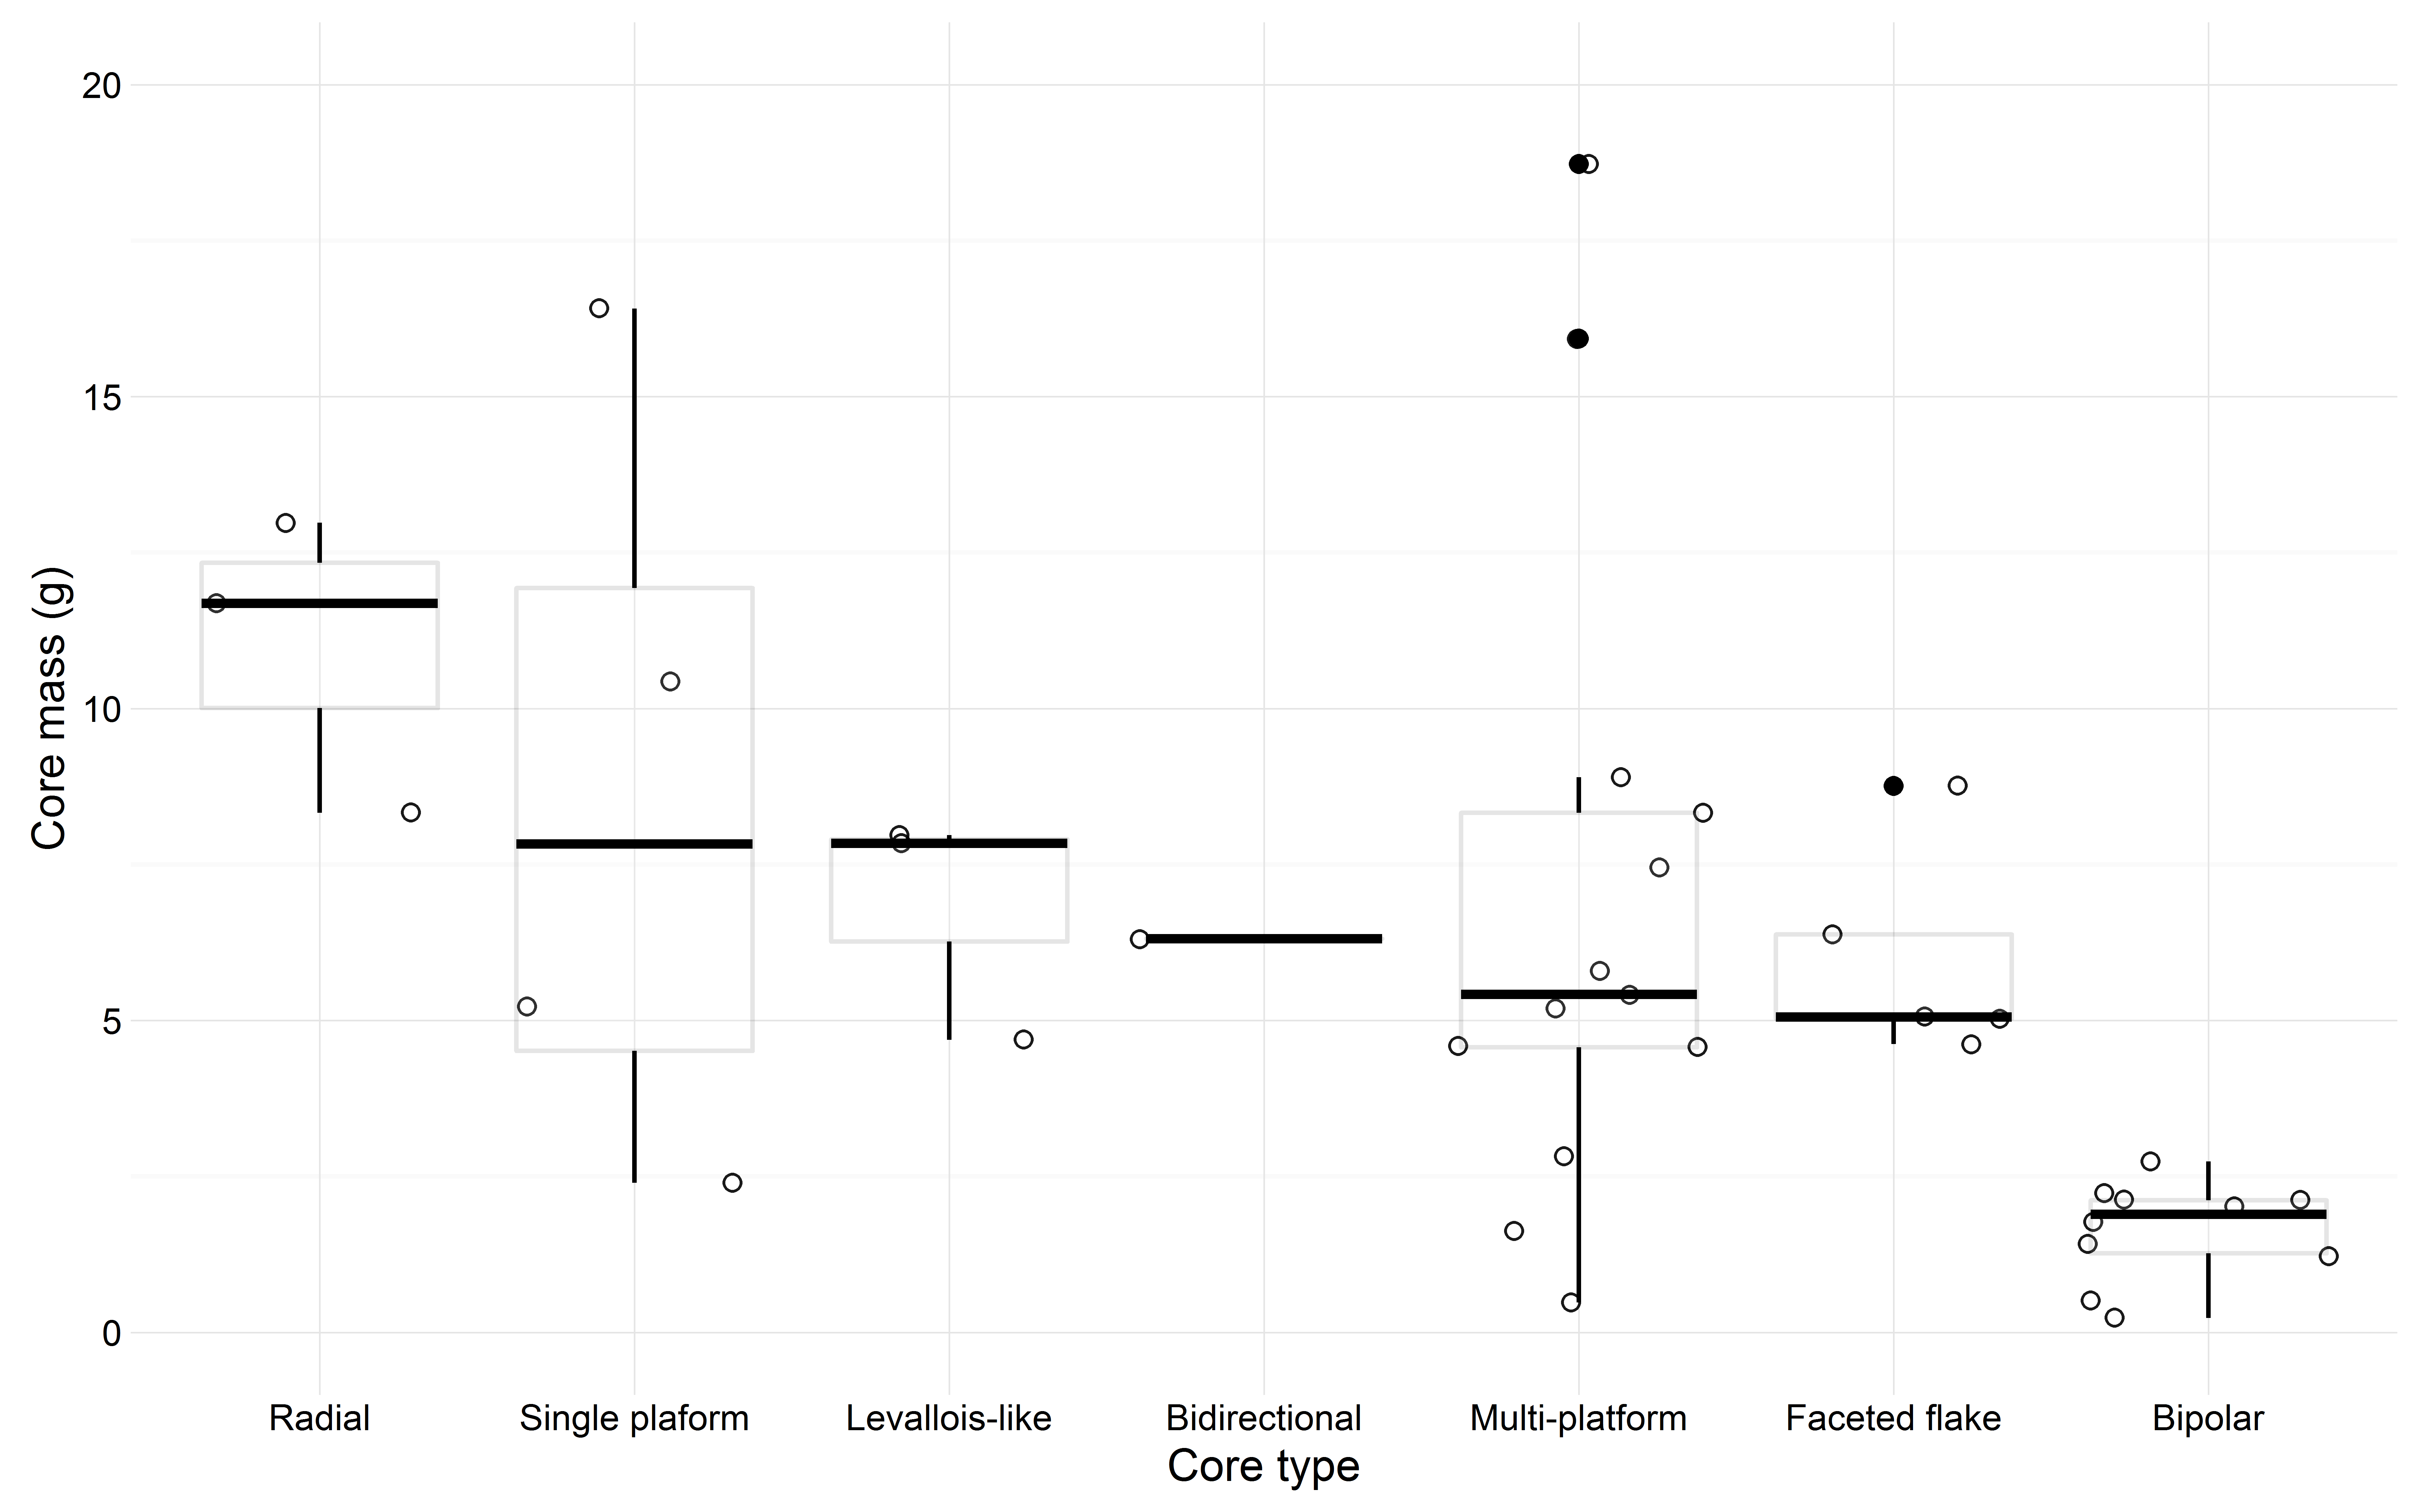 20
15
10
5
0
Core mass (g)
Radial
Single plaform
Levallois-like
Bidirectional
Multi-platform
Faceted flake
Bipolar
Core type